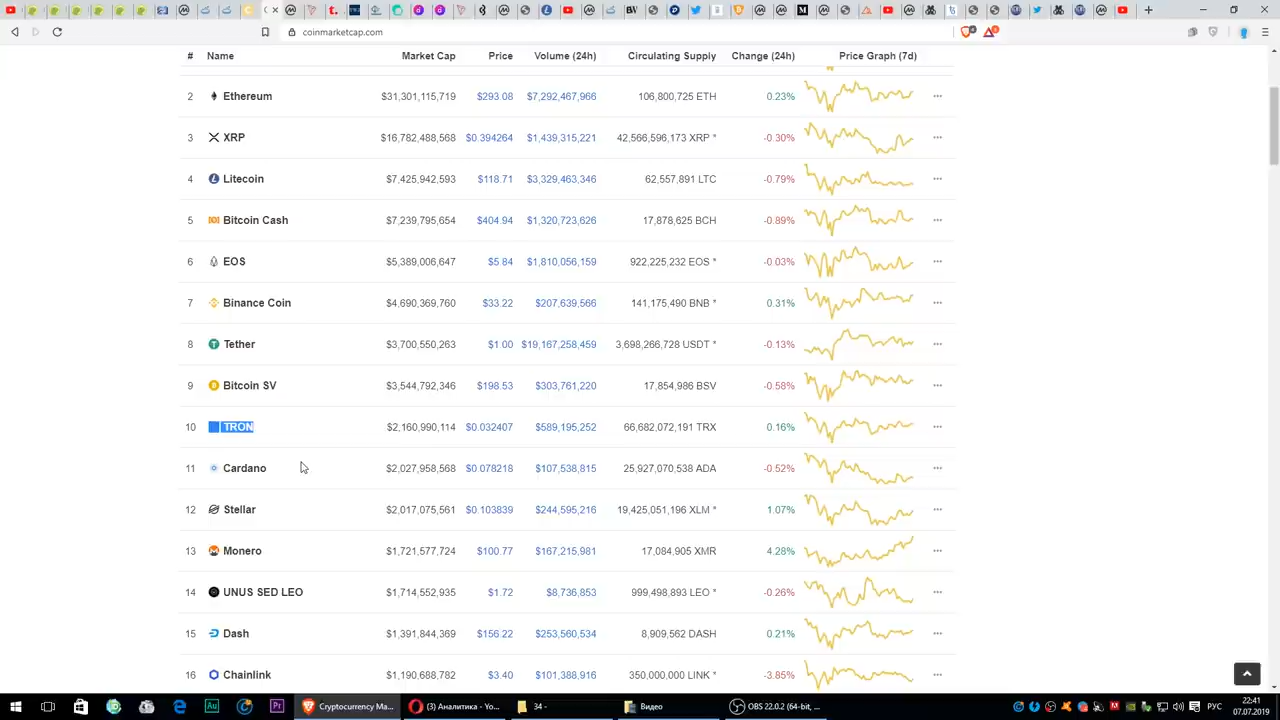 coinmarketcap.com
# Name Market Cap Price Volume (24h) Circulating Supply Change (24h) Price Graph (7d)
2 Ethereum $31,301,115,719 $293.08 $7,292,467,966 106,800,725 ETH 0.23%
3 XRP $16,782,488,568 $0.394264 $1,439,315,221 42,566,596,173 XRP * -0.30%
4 Litecoin $7,425,942,593 $118.71 $3,329,463,346 62,557,891 LTC -0.79%
5 Bitcoin Cash $7,239,795,654 $404.94 $1,320,723,626 17,878,625 BCH -0.89%
6 EOS $5,389,006,647 $5.84 $1,810,056,159 922,225,232 EOS * -0.03%
7 Binance Coin $4,690,369,760 $33.22 $207,639,566 141,175,490 BNB * 0.31%
8 Tether $3,700,550,263 $1.00 $19,167,258,459 3,698,266,728 USDT * -0.13%
9 Bitcoin SV $3,544,792,346 $198.53 $303,761,220 17,854,986 BSV -0.58%
10 TRON $2,160,990,114 $0.032407 $589,195,252 66,682,072,191 TRX 0.16%
11 Cardano $2,027,958,568 $0.078218 $107,538,815 25,927,070,538 ADA -0.52%
12 Stellar $2,017,075,561 $0.103839 $244,595,216 19,425,051,196 XLM * 1.07%
13 Monero $1,721,577,724 $100.77 $167,215,981 17,084,905 XMR 4.28%
14 UNUS SED LEO $1,714,552,935 $1.72 $8,736,853 999,498,893 LEO * -0.26%
15 Dash $1,391,844,369 $156.22 $253,560,534 8,909,562 DASH 0.21%
16 Chainlink $1,190,688,782 $3.40 $191,388,916 350,000,000 LINK * -3.85%
Cryptocurrency Ma... (3) Аналитика - Yo... 34 - Видео OBS 22.0.2 (64-bit, ... РУС 22:41
07.07.2019